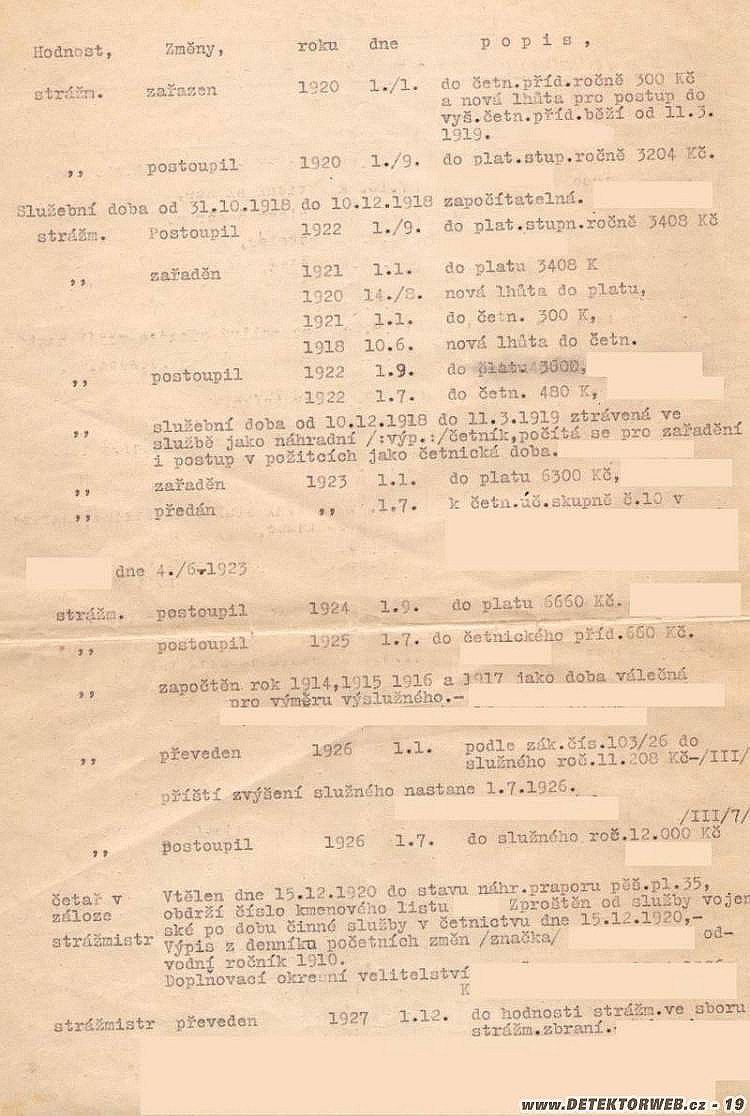 Hodnost, Změny, roku dne popis,
strážm. zařazen 1920 1./1. do četn.příd.ročně 300 Kč
a nová lhůta pro postup do
vyš.četn.příd.běží od 11.3.
1919.
,, postoupil 1920 1./9. do plat.stup.ročně 3204 Kč.
Služební doba od 31.10.1918 do 10.12.1918 započítatelná.
strážm. Postoupil 1922 1./9. do plat.stupn.ročně 3408 Kč
,, zařaděn 1921 1.1. do platu 3408 K
1920 14./8. nová lhůta do platu,
1921 1.1. do četn. 300 K,
1918 10.6. nová lhůta do četn.
,, postoupil 1922 1.9. do platu
1922 1.7. do četn. 480 K,
,, služební doba od 10.12.1918 do 11.3.1919 ztrávená ve
službě jako náhradní /:výp.:/četník,počítá se pro zařadění
i postup v požitcích jako četnická doba.
,, zařaděn 1923 1.1. do platu 6300 Kč,
,, předán ,, 1.7. k četn.úč.skupně č.10 v
dne 4./6.1923
strážm. postoupil 1924 1.9. do platu 6660 Kč.
,, postoupil 1925 1.7. do četnického příd.660 Kč.
,, započtěn rok 1914,1915 1916 a 1917 jako doba válečná
pro výměru výslužného.-
,, převeden 1926 1.1. podle zák.čís.103/26 do
služného roč.11.208 Kč-/III/
příští zvýšení služného nastane 1.7.1926.
/III/7/
,, postoupil 1926 1.7. do služného roč.12.000 Kč
četař v Vtělen dne 15.12.1920 do stavu náhr.praporu pěš.pl.35,
záloze obdrží číslo kmenového listu Zproštěn od služby vojen
ské po dobu činné služby v četnictvu dne 15.12.1920,-
strážmistr Výpis z denníku početních změn /značka/ od-
vodní ročník 1910.
Doplňovací okresní velitelství
K
strážmistr převeden 1927 1.12. do hodnosti strážm.ve sboru
strážm.zbraní.
www.DETEKTORWEB.cz - 19